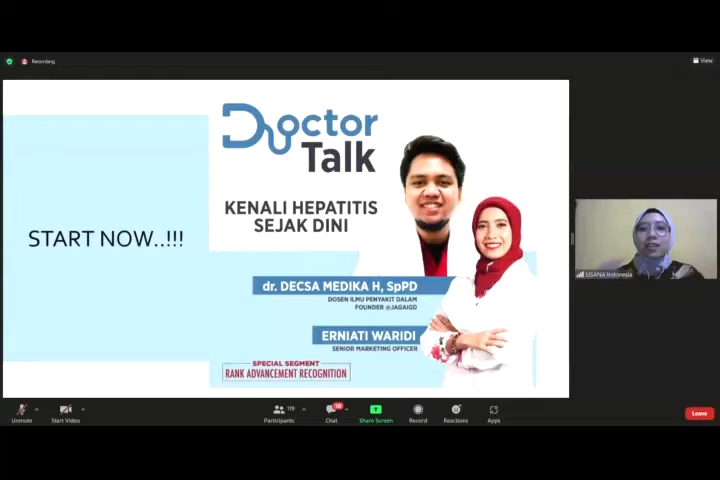 Recording
View
Doctor
Talk
KENALI HEPATITIS
SEJAK DINI
START NOW..!!!
dr. DECSA MEDIKA H, SpPD
DOSEN ILMU PENYAKIT DALAM
FOUNDER @JAGAIGD
ERNIATI WARIDI
SENIOR MARKETING OFFICER
SPECIAL SEGMENT
RANK ADVANCEMENT RECOGNITION
USANA Indonesia
Unmute
Start Video
Participants
119
Chat
Share Screen
Record
Reactions
Apps
Leave